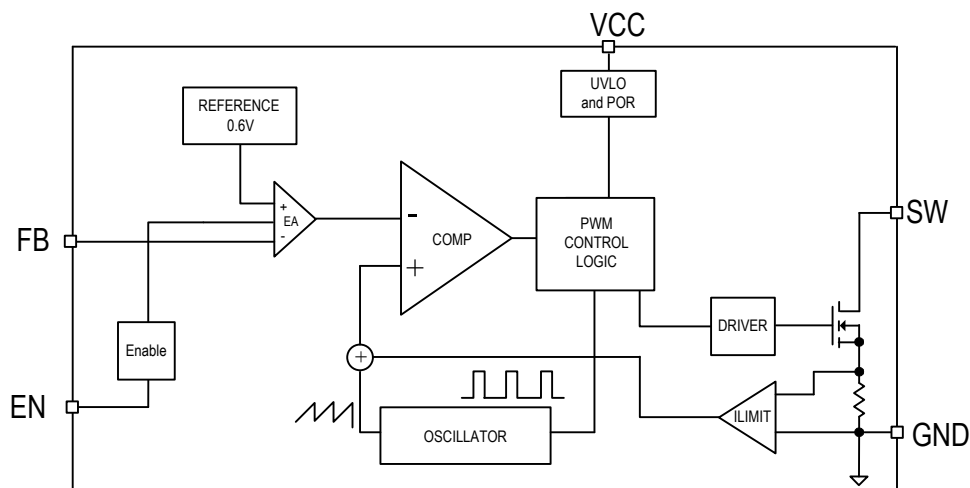 VCC
UVLO
and POR
REFERENCE
0.6V
+
EA
-
FB
-
COMP
+
PWM
CONTROL
LOGIC
SW
DRIVER
Enable
+
EN
OSCILLATOR
ILIMIT
GND